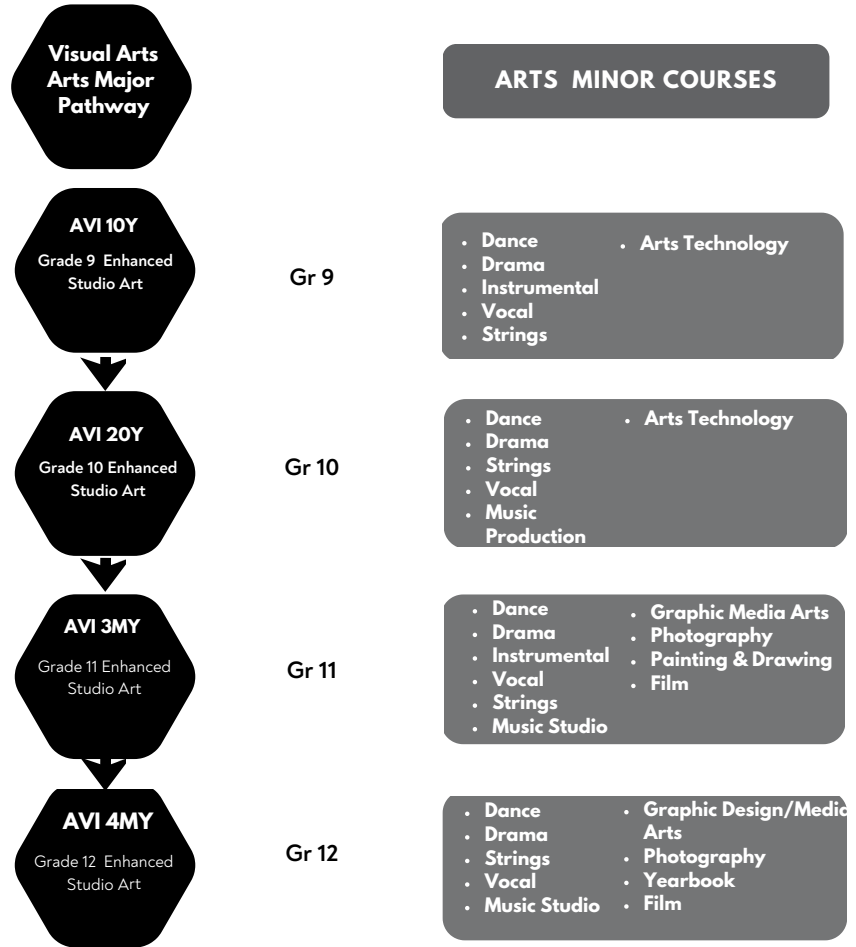 Visual Arts
Arts Major
Pathway
ARTS MINOR COURSES
AVI 10Y
Grade 9 Enhanced
Studio Art
Gr 9
• Dance
• Drama
• Instrumental
• Vocal
• Strings
• Arts Technology
AVI 20Y
Grade 10 Enhanced
Studio Art
Gr 10
• Dance
• Drama
• Strings
• Vocal
• Music
Production
• Arts Technology
AVI 3MY
Grade 11 Enhanced
Studio Art
Gr 11
• Dance
• Drama
• Instrumental
• Vocal
• Strings
• Music Studio
• Graphic Media Arts
• Photography
• Painting & Drawing
• Film
AVI 4MY
Grade 12 Enhanced
Studio Art
Gr 12
• Dance
• Drama
• Strings
• Vocal
• Music Studio
• Graphic Design/Media
Arts
• Photography
• Yearbook
• Film